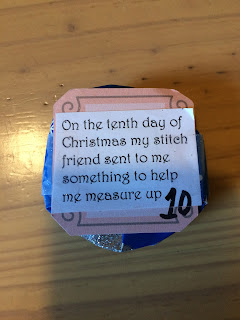 On the tenth day of
Christmas my stitch
friend sent to me
something to help
me measure up 10